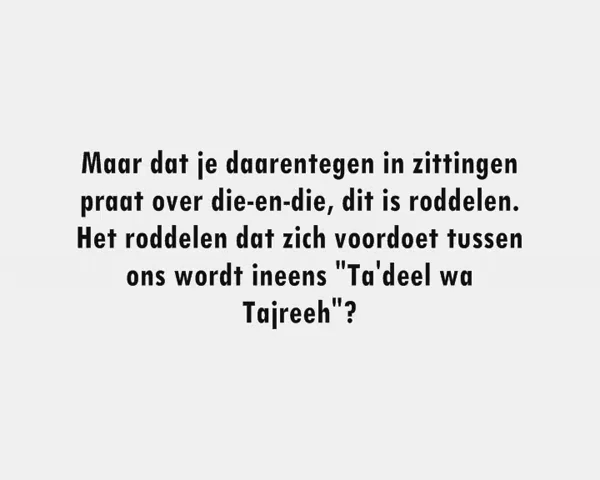 Maar dat je daarentegen in zittingen
praat over die-en-die, dit is roddelen.
Het roddelen dat zich voordoet tussen
ons wordt ineens "Ta'deel wa
Tajreeh"?